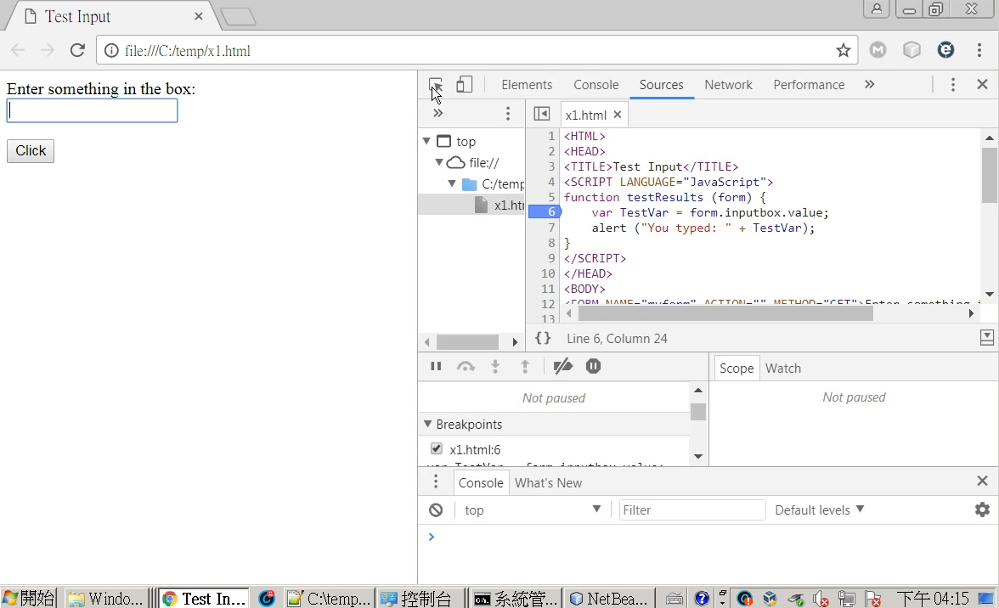 Test Input
file:///C:/temp/x1.html
Enter something in the box:
Click
Elements Console Sources Network Performance »
» x1.html
top
file://
C:/temp
x1.htm
1 <HTML>
2 <HEAD>
3 <TITLE>Test Input</TITLE>
4 <SCRIPT LANGUAGE="JavaScript">
5 function testResults (form) {
6 var TestVar = form.inputbox.value;
7 alert ("You typed: " + TestVar);
8 }
9 </SCRIPT>
10 </HEAD>
11 <BODY>
12 <FORM NAME="myform" ACTION="" METHOD="GET">Enter something i
13
{} Line 6, Column 24
Not paused
Breakpoints
x1.html:6
var TestVar = form.inputbox.value;
Scope Watch
Not paused
Console What's New
top Filter Default levels
>
開始 Windo... Test In... C:\temp... 控制台 系統管... NetBea... 下午 04:15